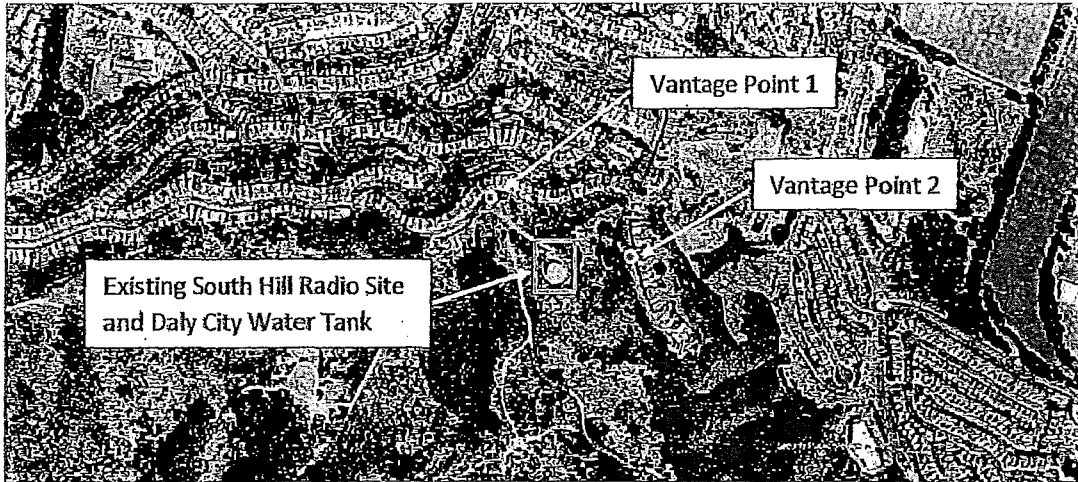 Vantage Point 1
Vantage Point 2
Existing South Hill Radio Site
and Daly City Water Tank